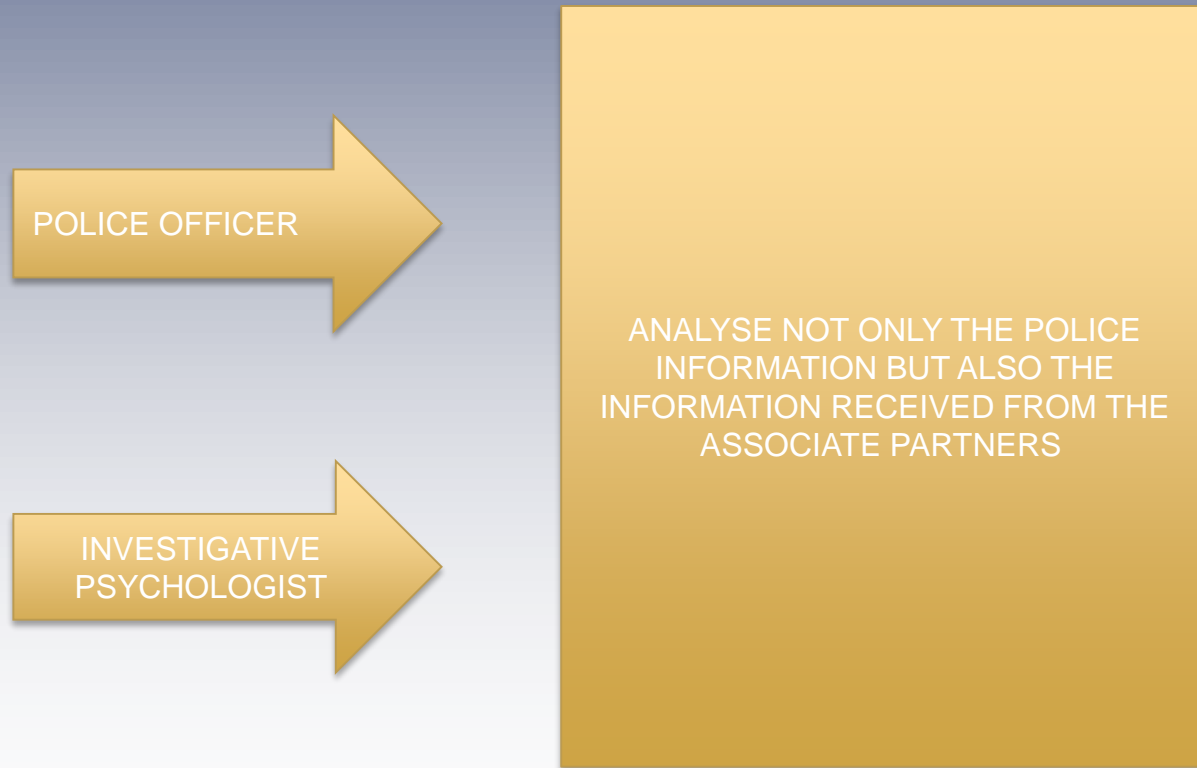 POLICE OFFICER
INVESTIGATIVE
PSYCHOLOGIST
ANALYSE NOT ONLY THE POLICE
INFORMATION BUT ALSO THE
INFORMATION RECEIVED FROM THE
ASSOCIATE PARTNERS